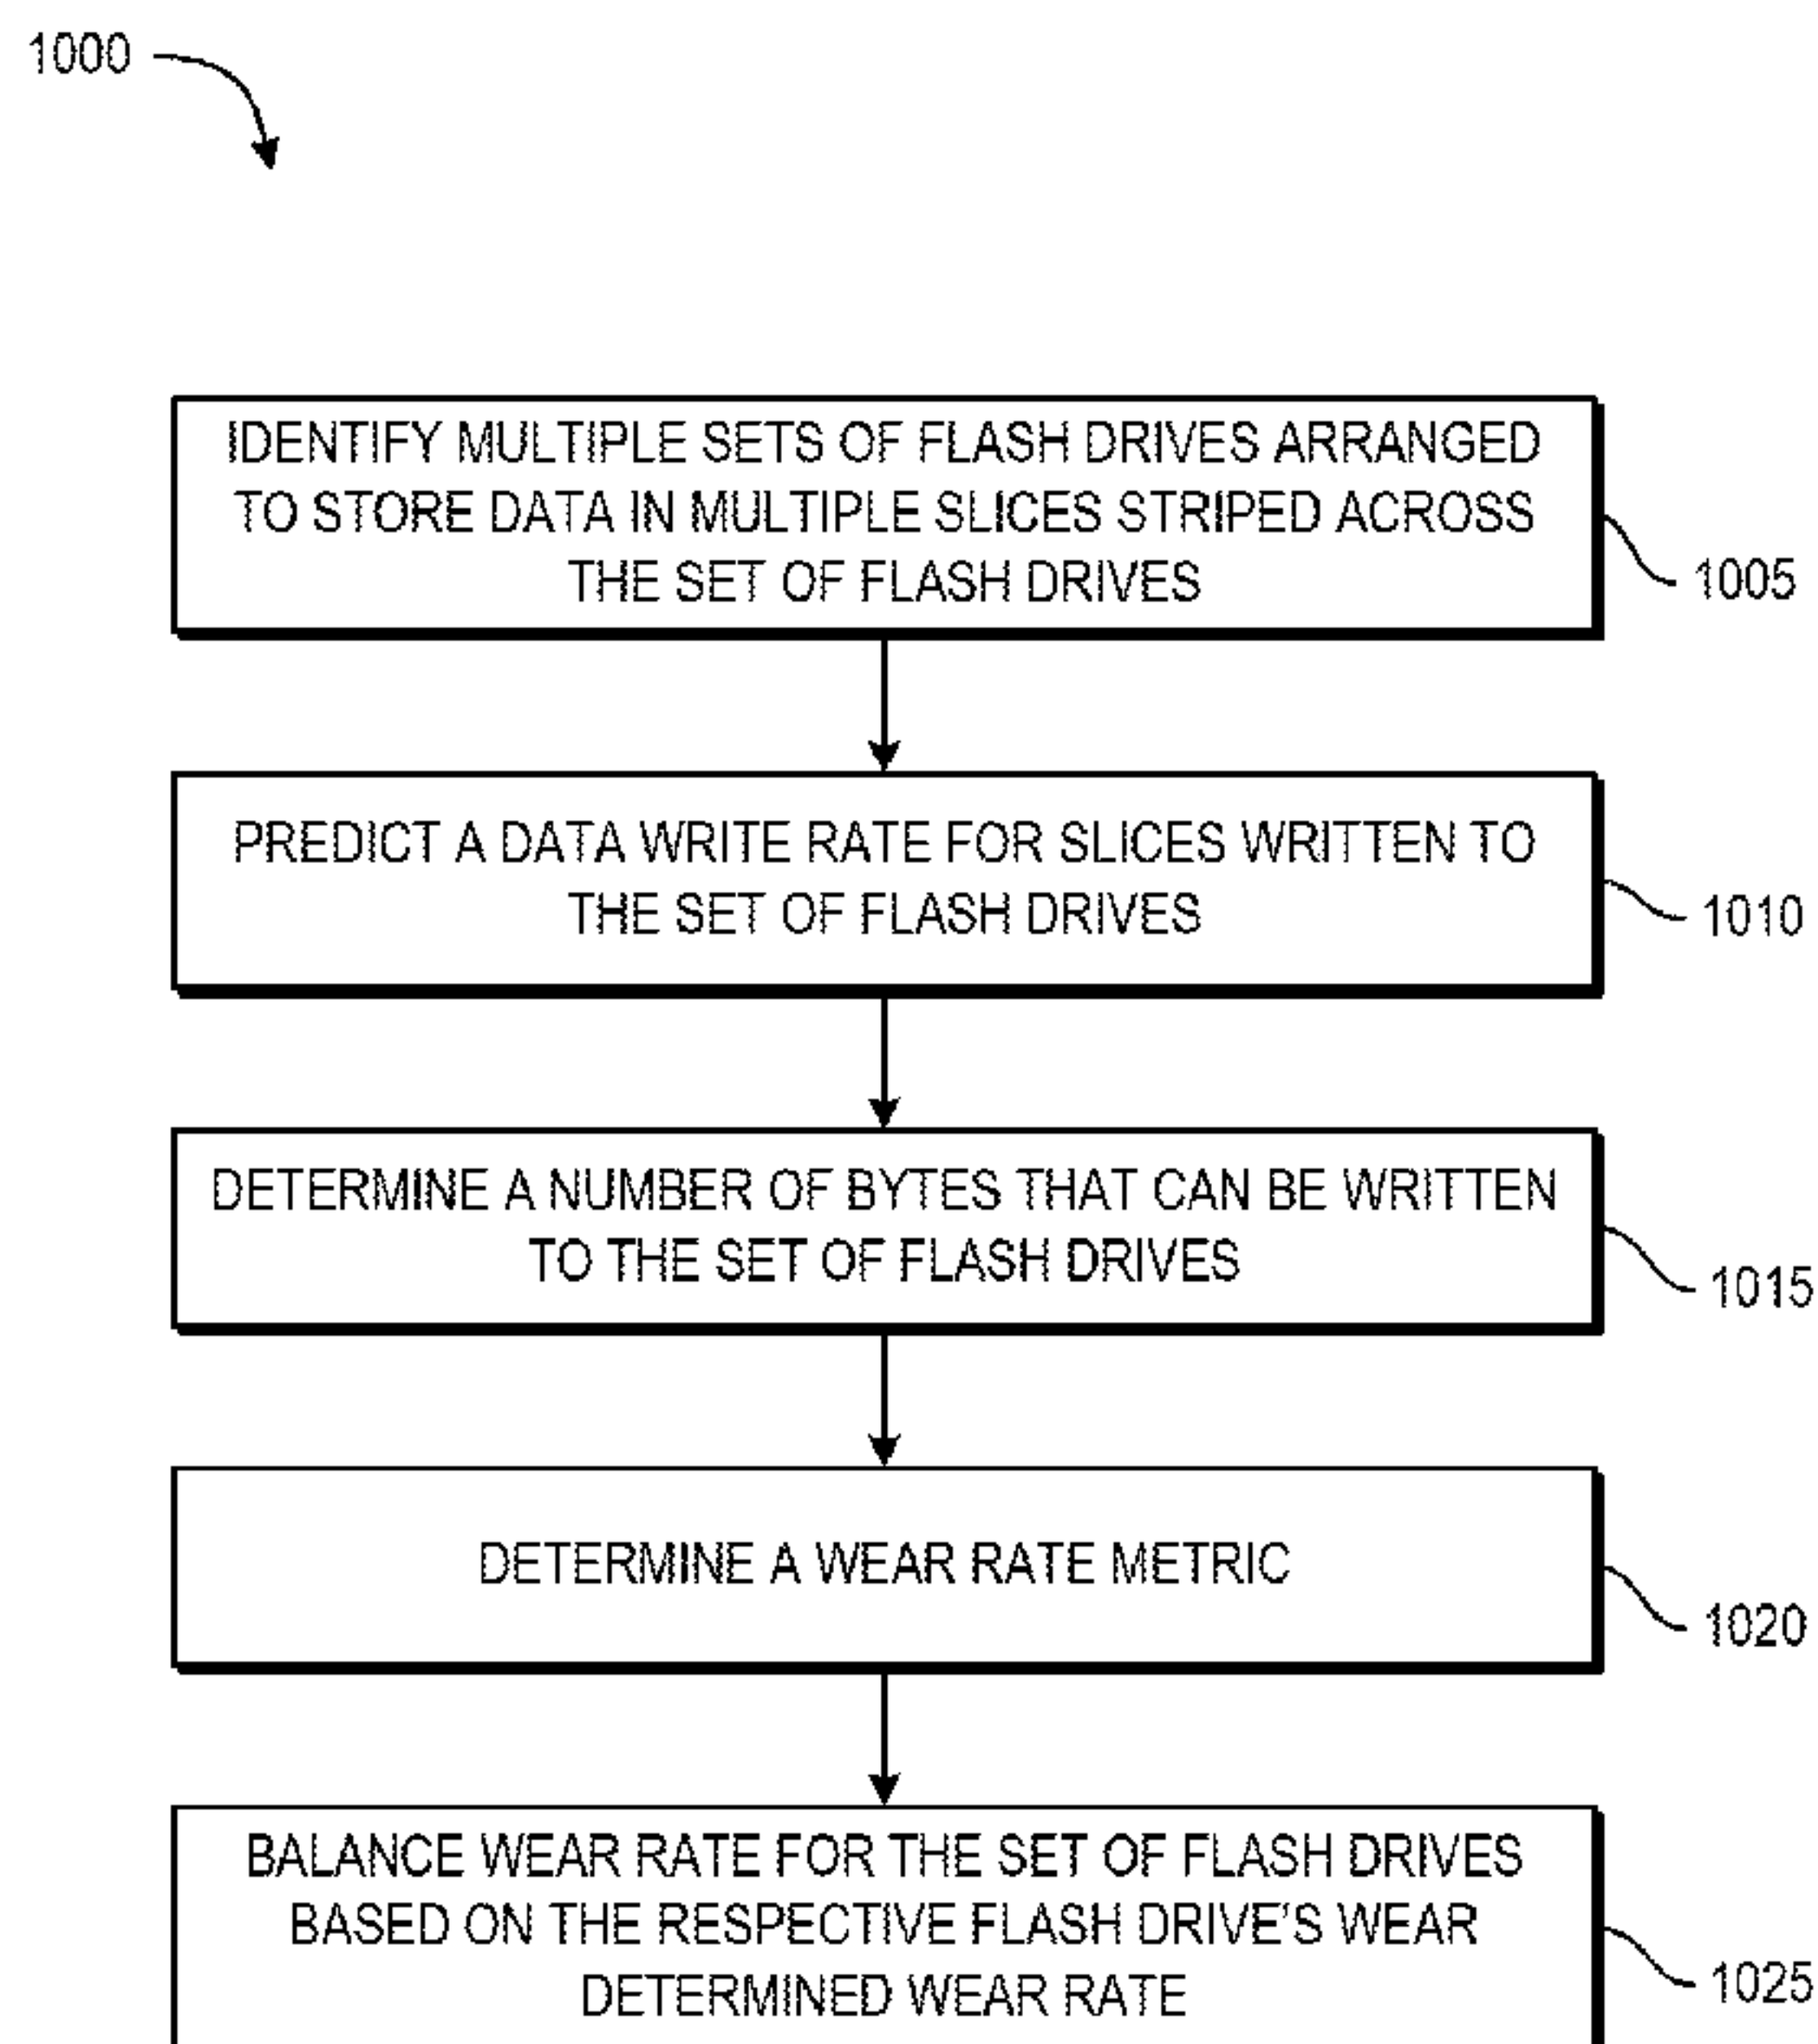 1000
IDENTIFY MULTIPLE SETS OF FLASH DRIVES ARRANGED
TO STORE DATA IN MULTIPLE SLICES STRIPED ACROSS
THE SET OF FLASH DRIVES
1005
PREDICT A DATA WRITE RATE FOR SLICES WRITTEN TO
THE SET OF FLASH DRIVES
1010
DETERMINE A NUMBER OF BYTES THAT CAN BE WRITTEN
TO THE SET OF FLASH DRIVES
1015
DETERMINE A WEAR RATE METRIC
1020
BALANCE WEAR RATE FOR THE SET OF FLASH DRIVES
BASED ON THE RESPECTIVE FLASH DRIVE'S WEAR
DETERMINED WEAR RATE
1025